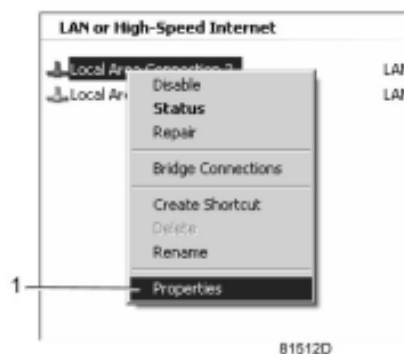 LAN or High-Speed Internet
Local Area Connection 2 LAN
Local Ar LAN
Disable
Status
Repair
Bridge Connections
Create Shortcut
Delete
Rename
1
Properties
81512D